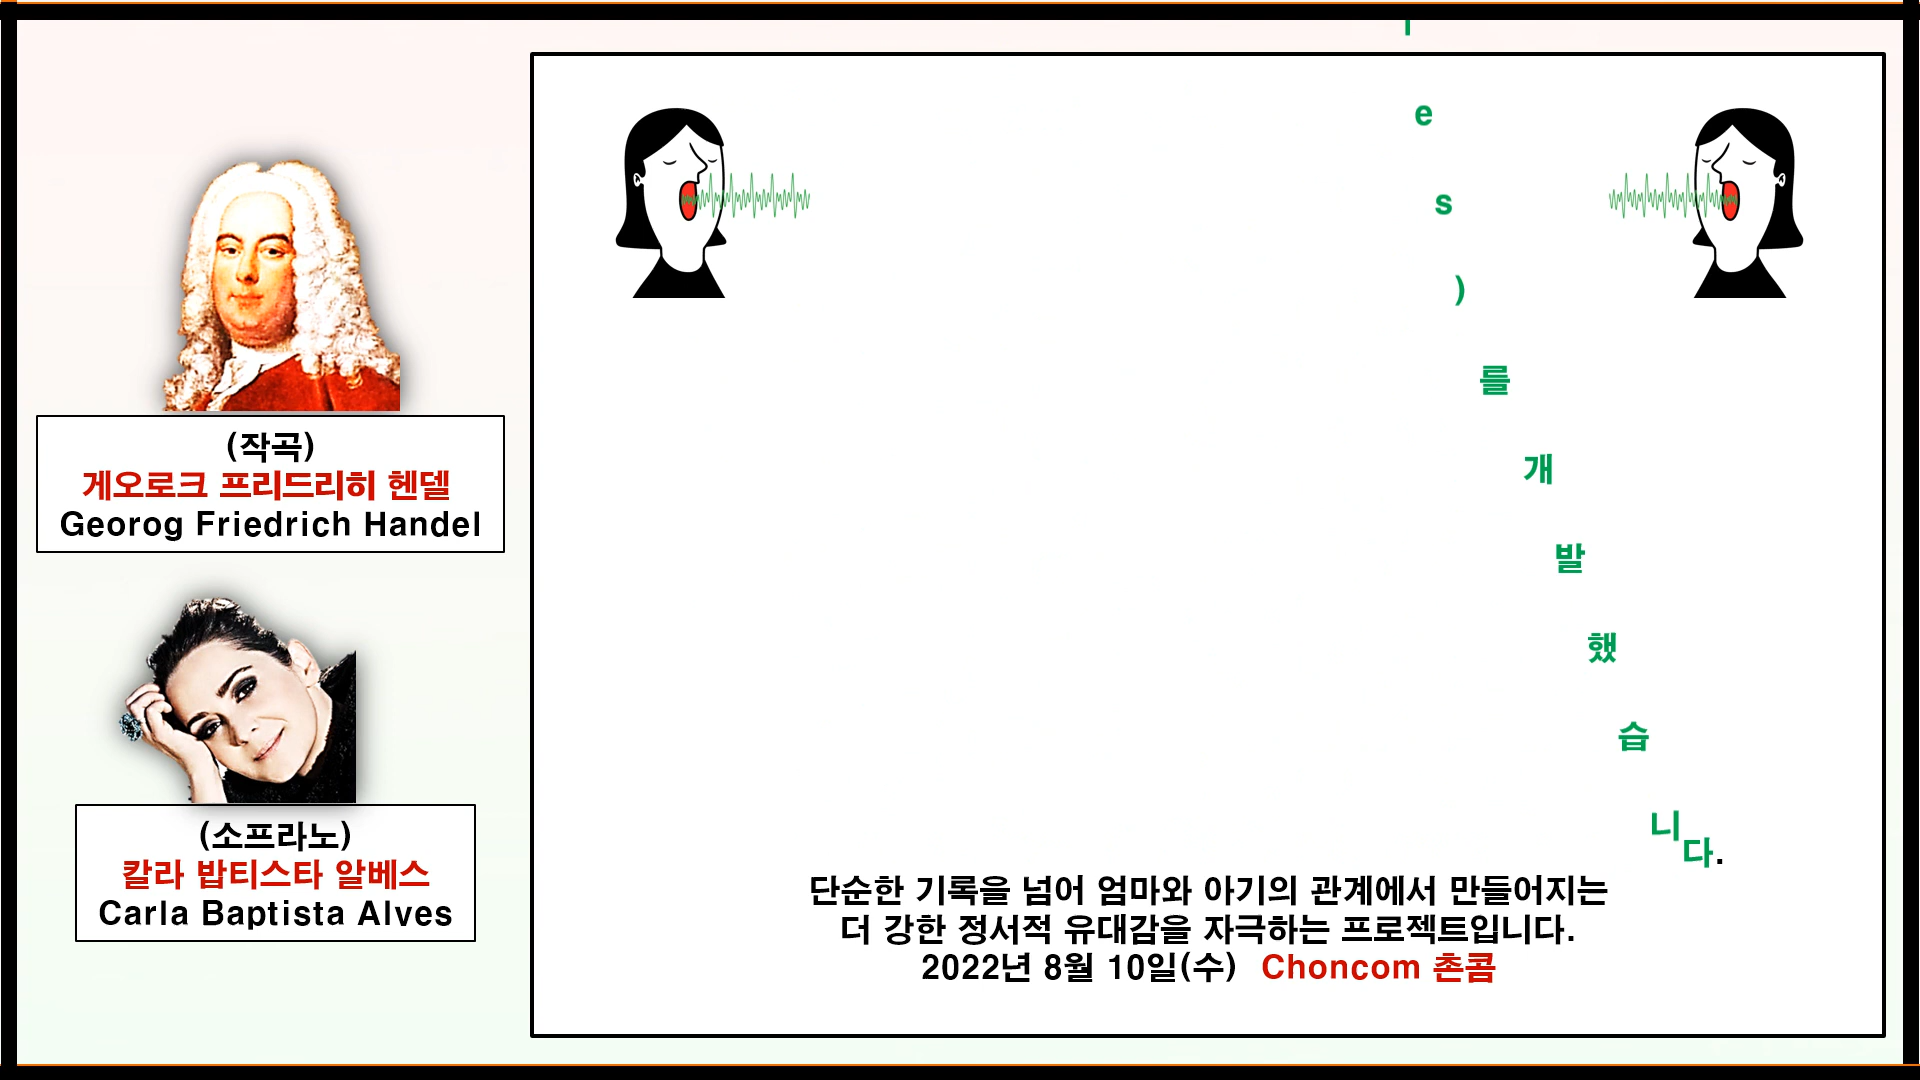 (작곡)
게오로크 프리드리히 헨델
Georog Friedrich Handel
(소프라노)
칼라 밥티스타 알베스
Carla Baptista Alves
e
s
)
를
개
발
했
습
니
다.
단순한 기록을 넘어 엄마와 아기의 관계에서 만들어지는
더 강한 정서적 유대감을 자극하는 프로젝트입니다.
2022년 8월 10일(수) Choncom 촌콤